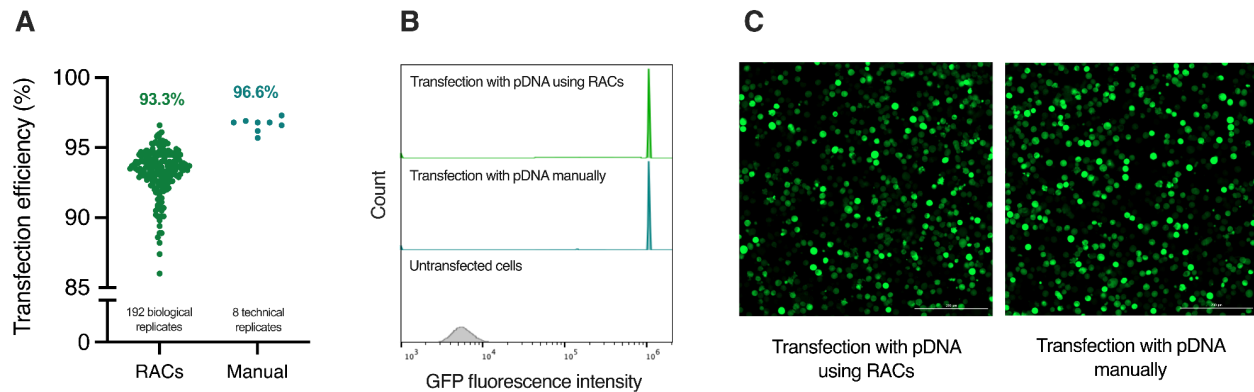 A
Transfection efficiency (%)
100
95
90
85
0
93.3%
96.6%
192 biological
replicates
8 technical
replicates
RACs
Manual
B
Count
Transfection with pDNA using RACs
Transfection with pDNA manually
Untransfected cells
10³
10⁴
10⁵
10⁶
GFP fluorescence intensity
C
Transfection with pDNA
using RACs
Transfection with pDNA
manually